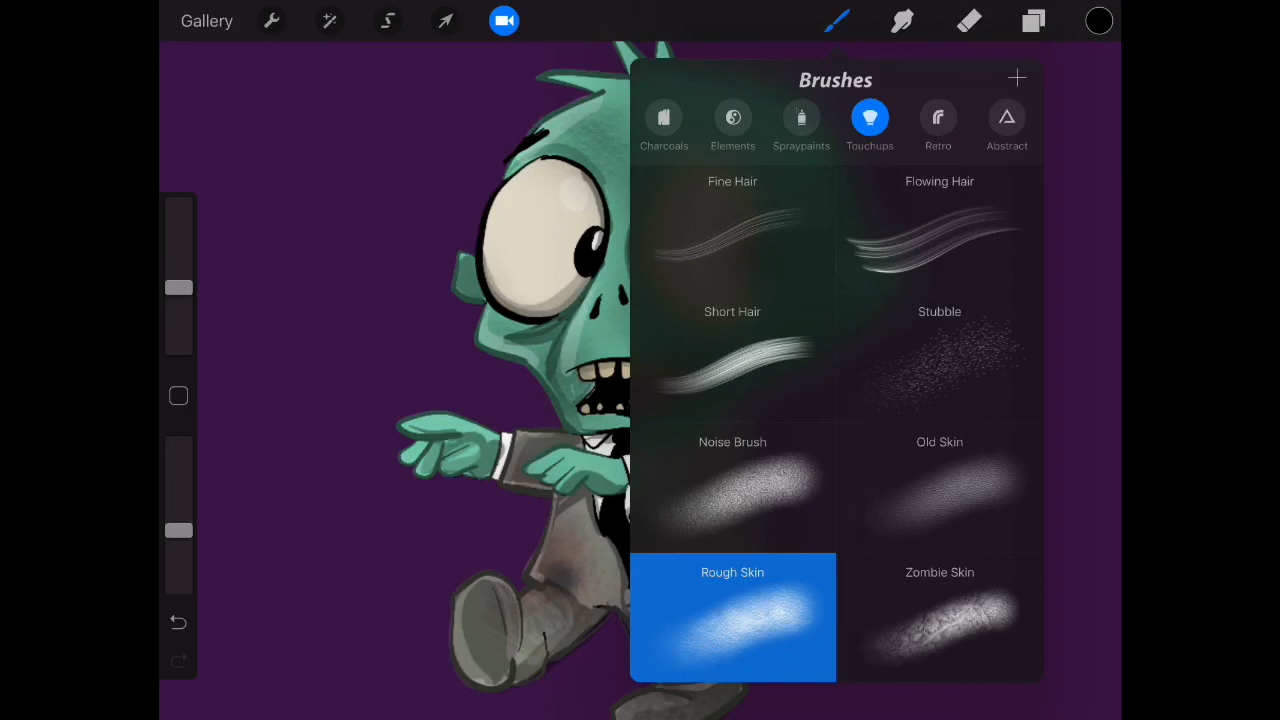 Gallery
Brushes
Charcoals Elements Spraypaints Touchups Retro Abstract
Fine Hair Flowing Hair
Short Hair Stubble
Noise Brush Old Skin
Rough Skin Zombie Skin